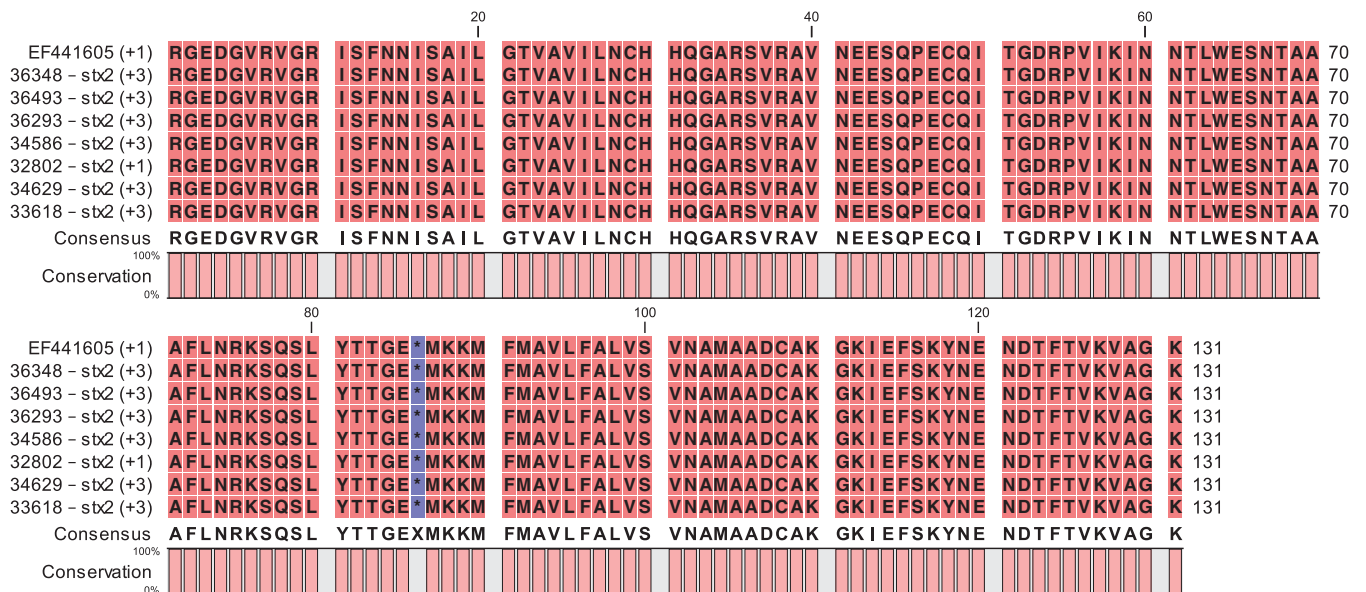 20 40 60
EF441605 (+1) RGEDGVRVGR ISFNNISAIL GTVAVILNCH HQGARSVRAV NEESQPECQI TGDRPVIKIN NTLWESNTAA 70
36348 – stx2 (+3) RGEDGVRVGR ISFNNISAIL GTVAVILNCH HQGARSVRAV NEESQPECQI TGDRPVIKIN NTLWESNTAA 70
36493 – stx2 (+3) RGEDGVRVGR ISFNNISAIL GTVAVILNCH HQGARSVRAV NEESQPECQI TGDRPVIKIN NTLWESNTAA 70
36293 – stx2 (+3) RGEDGVRVGR ISFNNISAIL GTVAVILNCH HQGARSVRAV NEESQPECQI TGDRPVIKIN NTLWESNTAA 70
34586 – stx2 (+3) RGEDGVRVGR ISFNNISAIL GTVAVILNCH HQGARSVRAV NEESQPECQI TGDRPVIKIN NTLWESNTAA 70
32802 – stx2 (+1) RGEDGVRVGR ISFNNISAIL GTVAVILNCH HQGARSVRAV NEESQPECQI TGDRPVIKIN NTLWESNTAA 70
34629 – stx2 (+3) RGEDGVRVGR ISFNNISAIL GTVAVILNCH HQGARSVRAV NEESQPECQI TGDRPVIKIN NTLWESNTAA 70
33618 – stx2 (+3) RGEDGVRVGR ISFNNISAIL GTVAVILNCH HQGARSVRAV NEESQPECQI TGDRPVIKIN NTLWESNTAA 70
Consensus RGEDGVRVGR ISFNNISAIL GTVAVILNCH HQGARSVRAV NEESQPECQI TGDRPVIKIN NTLWESNTAA
100%
Conservation
0%
80 100 120
EF441605 (+1) AFLNRKSQSL YTTGE*MKKM FMAVLFALVS VNAMAADCAK GKIEFSKYNE NDTFTVKVAG K 131
36348 – stx2 (+3) AFLNRKSQSL YTTGE*MKKM FMAVLFALVS VNAMAADCAK GKIEFSKYNE NDTFTVKVAG K 131
36493 – stx2 (+3) AFLNRKSQSL YTTGE*MKKM FMAVLFALVS VNAMAADCAK GKIEFSKYNE NDTFTVKVAG K 131
36293 – stx2 (+3) AFLNRKSQSL YTTGE*MKKM FMAVLFALVS VNAMAADCAK GKIEFSKYNE NDTFTVKVAG K 131
34586 – stx2 (+3) AFLNRKSQSL YTTGE*MKKM FMAVLFALVS VNAMAADCAK GKIEFSKYNE NDTFTVKVAG K 131
32802 – stx2 (+1) AFLNRKSQSL YTTGE*MKKM FMAVLFALVS VNAMAADCAK GKIEFSKYNE NDTFTVKVAG K 131
34629 – stx2 (+3) AFLNRKSQSL YTTGE*MKKM FMAVLFALVS VNAMAADCAK GKIEFSKYNE NDTFTVKVAG K 131
33618 – stx2 (+3) AFLNRKSQSL YTTGE*MKKM FMAVLFALVS VNAMAADCAK GKIEFSKYNE NDTFTVKVAG K 131
Consensus AFLNRKSQSL YTTGEXMKKM FMAVLFALVS VNAMAADCAK GKIEFSKYNE NDTFTVKVAG K
100%
Conservation
0%